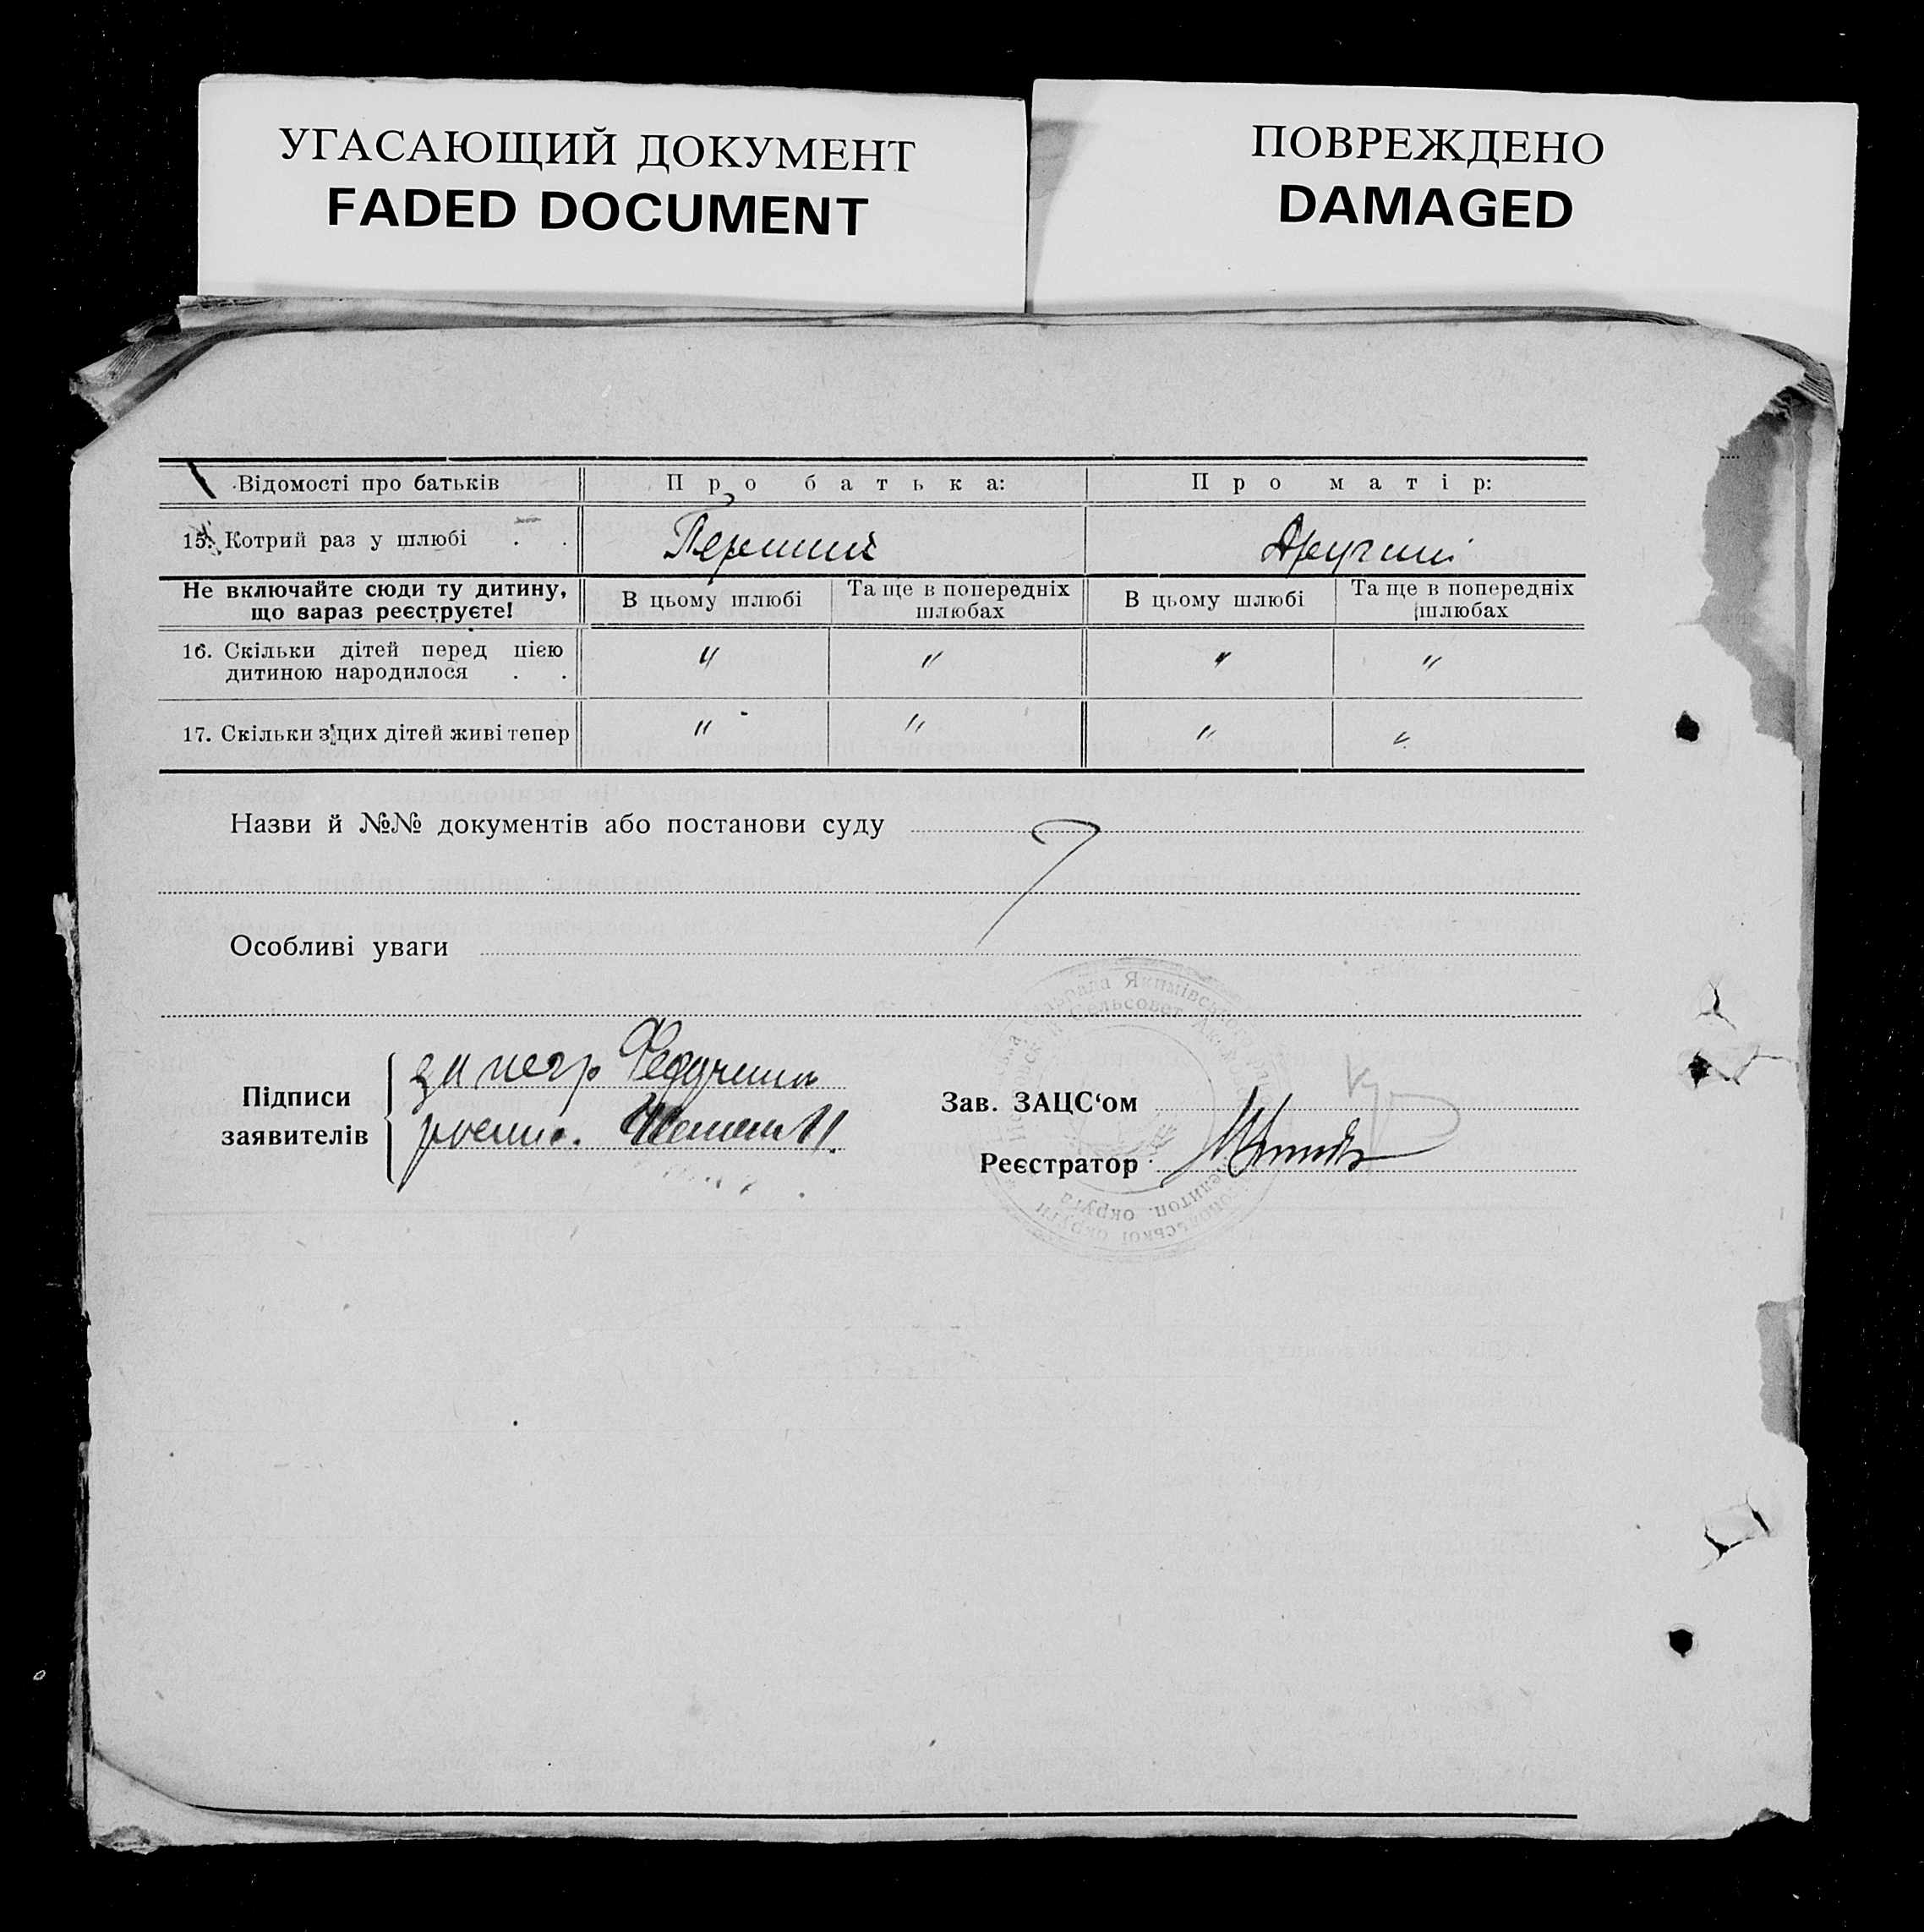 УГАСАЮЩИЙ ДОКУМЕНТ
FADED DOCUMENT
ПОВРЕЖДЕНО
DAMAGED
Відомості про батьків Про батька: Про матір:
15. Котрий раз у шлюбі . . Перший Другий
Не включайте сюди ту дитину, що вараз реєструєте! В цьому шлюбі Та ще в попередніх шлюбах В цьому шлюбі Та ще в попередніх шлюбах
16. Скільки дітей перед цією
дитиною народилося . . " " " "
17. Скільки з цих дітей живі тепер " " " "
Назви й №№ документів або постанови суду
Особливі уваги
Підписи
заявителів
за негр
Зав. ЗАЦС‘ом
Реєстратор